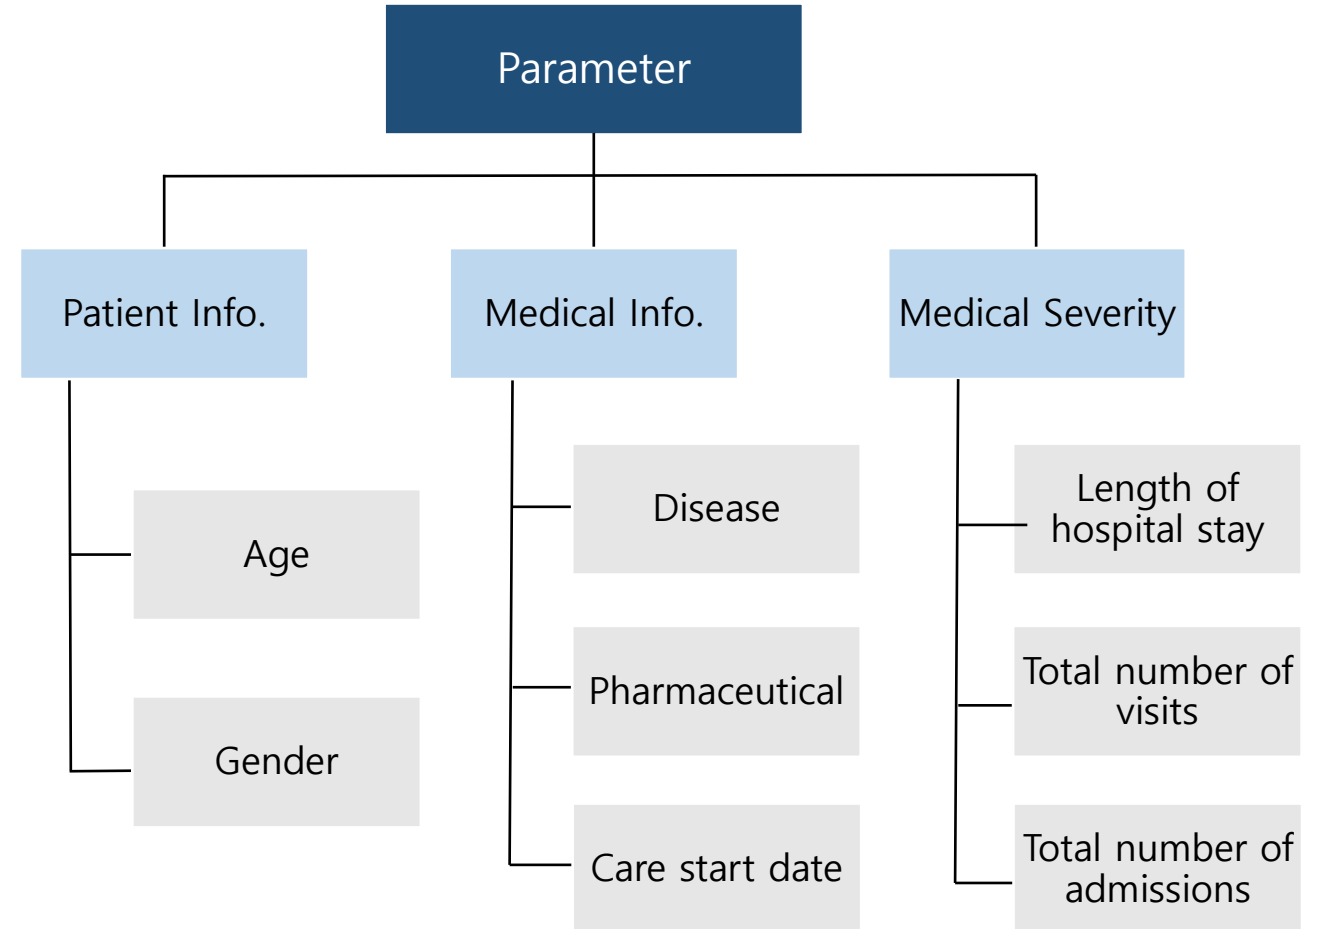 Parameter
Patient Info.
Medical Info.
Medical Severity
Age
Gender
Disease
Pharmaceutical
Care start date
Length of
hospital stay
Total number of
visits
Total number of
admissions